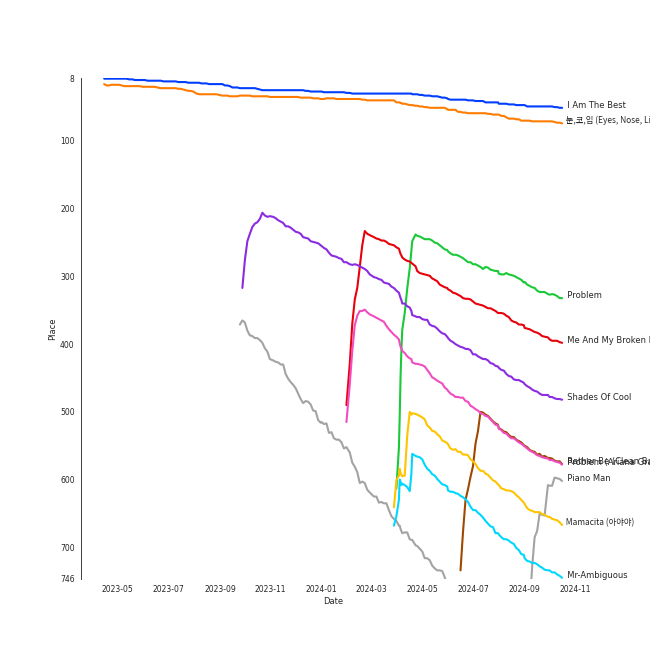 8
100
200
300
400
500
600
700
746
Place
2023-05
2023-07
2023-09
2023-11
2024-01
2024-03
2024-05
2024-07
2024-09
2024-11
Date
I Am The Best
눈,코,입 (Eyes, Nose, Li
Problem
Me And My Broken
Shades Of Cool
Piano Man
Mamacita (아야야)
Mr-Ambiguous